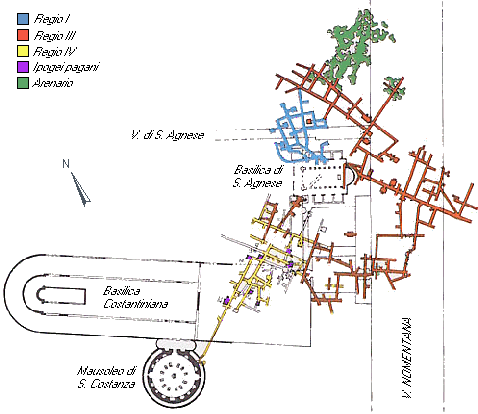 Regio I
Regio III
Regio IV
Ipogei pagani
Arenario
V. di S. Agnese
Basilica di
S. Agnese
N
Basilica
Costantiniana
Mausoleo di
S. Costanza
V. NOMENTANA